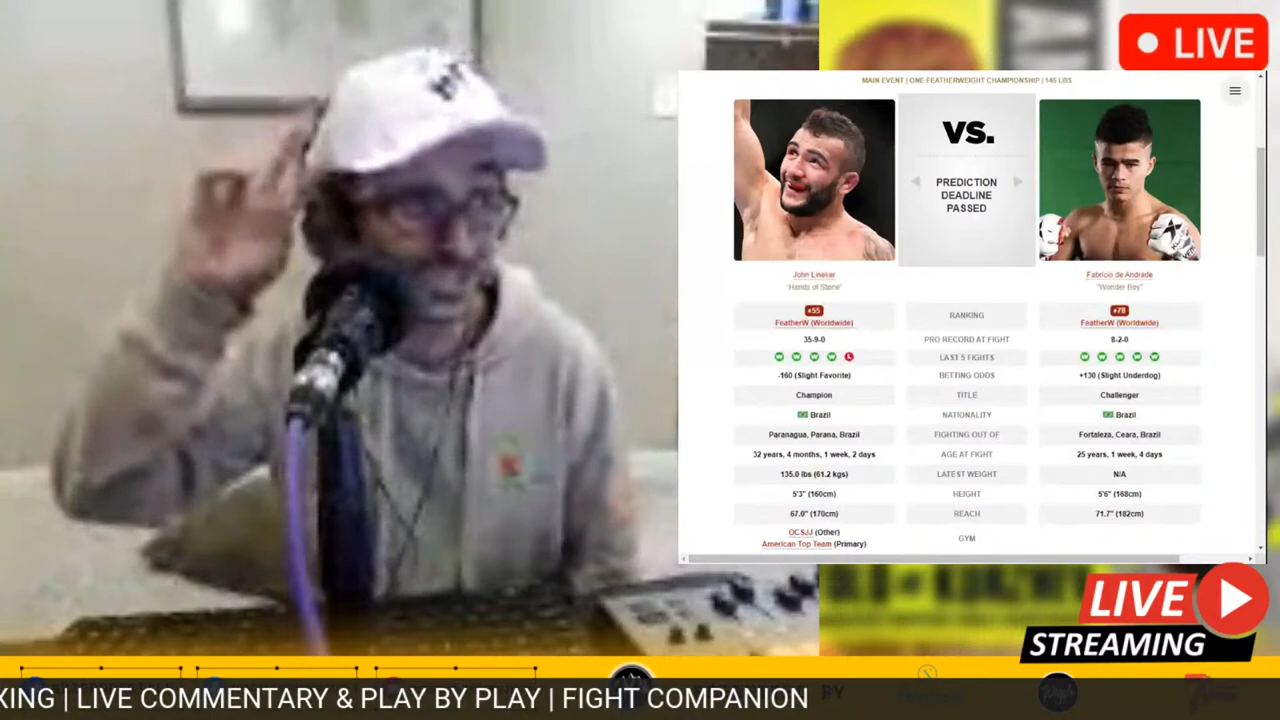 LIVE
MAIN EVENT | ONE FEATHERWEIGHT CHAMPIONSHIP | 145 LBS
VS.
PREDICTION
DEADLINE
PASSED
John Lineker
"Hands of Stone"
Fabricio de Andrade
"Wonder Boy"
#55 RANKING #78
FeatherW (Worldwide) FeatherW (Worldwide)
35-9-0 PRO RECORD AT FIGHT 8-2-0
W W W W L LAST 5 FIGHTS W W W W W
-160 (Slight Favorite) BETTING ODDS +130 (Slight Underdog)
Champion TITLE Challenger
Brazil NATIONALITY Brazil
Paranagua, Parana, Brazil FIGHTING OUT OF Fortaleza, Ceara, Brazil
32 years, 4 months, 1 week, 2 days AGE AT FIGHT 25 years, 1 week, 4 days
135.0 lbs (61.2 kgs) LATEST WEIGHT N/A
5'3" (160cm) HEIGHT 5'6" (168cm)
67.0" (170cm) REACH 71.7" (182cm)
OCSJJ (Other) GYM
American Top Team (Primary)
LIVE
STREAMING
XING | LIVE COMMENTARY & PLAY BY PLAY | FIGHT COMPANION
BY